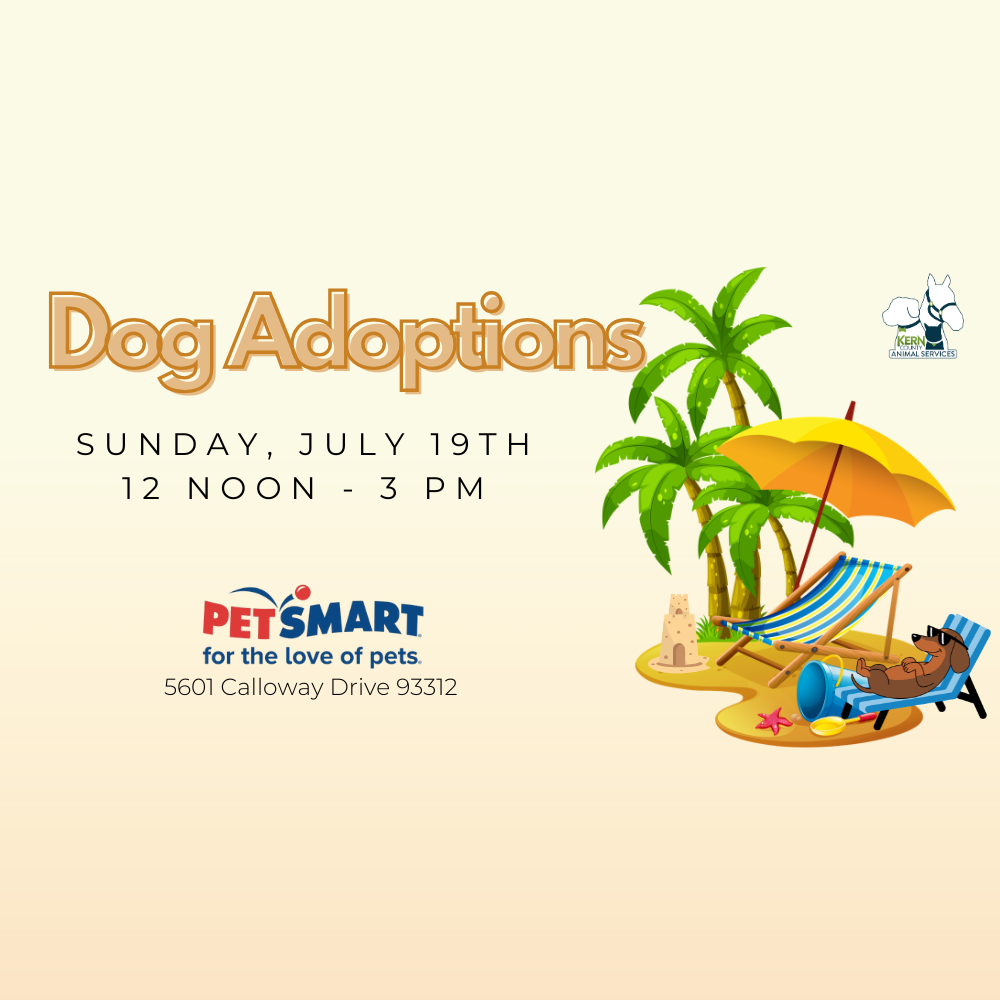 Dog Adoptions
SUNDAY, JULY 19TH
12 NOON - 3 PM
PETSMART
for the love of pets.
5601 Calloway Drive 93312
KERN
COUNTY
ANIMAL SERVICES